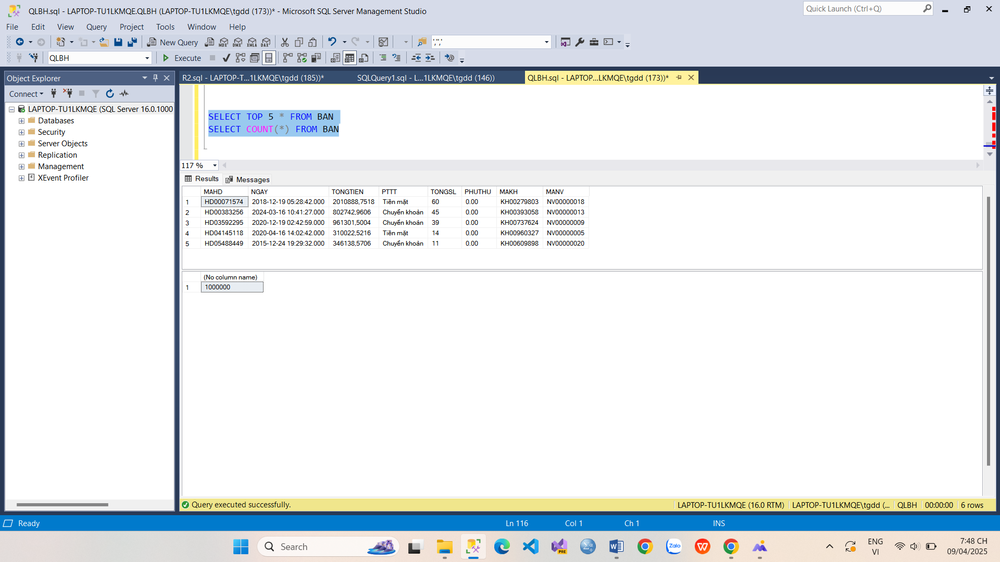 QLBH.sql - LAPTOP-TU1LKMQE.QLBH (LAPTOP-TU1LKMQE\tgdd (173))* - Microsoft SQL Server Management Studio
Quick Launch (Ctrl+Q)
File Edit View Query Project Tools Window Help
New Query
MDX DMX XMLA DAX
','','
QLBH
Execute
Object Explorer
R2.sql - LAPTOP-T...1LKMQE\tgdd (185))*
SQLQuery1.sql - L...1LKMQE\tgdd (146))
QLBH.sql - LAPTOP...LKMQE\tgdd (173))*
Connect
LAPTOP-TU1LKMQE (SQL Server 16.0.1000
Databases
Security
Server Objects
Replication
Management
XEvent Profiler
SELECT TOP 5 * FROM BAN
SELECT COUNT(*) FROM BAN
117 %
Results Messages
MAHD NGAY TONGTIEN PTTT TONGSL PHUTHU MAKH MANV
1 HD00071574 2018-12-19 05:28:42.000 2010888,7518 Tiền mặt 60 0.00 KH00279803 NV00000018
2 HD00383256 2024-03-16 10:41:27.000 802742,9606 Chuyển khoản 45 0.00 KH00393058 NV00000013
3 HD03592295 2020-12-19 02:42:59.000 961301,5004 Chuyển khoản 39 0.00 KH00737624 NV00000009
4 HD04145118 2020-04-16 14:02:42.000 310022,5216 Tiền mặt 14 0.00 KH00960327 NV00000005
5 HD05488449 2015-12-24 19:29:32.000 346138,5706 Chuyển khoản 11 0.00 KH00609898 NV00000020
(No column name)
1 1000000
Query executed successfully.
LAPTOP-TU1LKMQE (16.0 RTM) LAPTOP-TU1LKMQE\tgdd (... QLBH 00:00:00 6 rows
Ready
Ln 116 Col 1 Ch 1 INS
Search
PRE
Zalo
ENG
VI
7:48 CH
09/04/2025